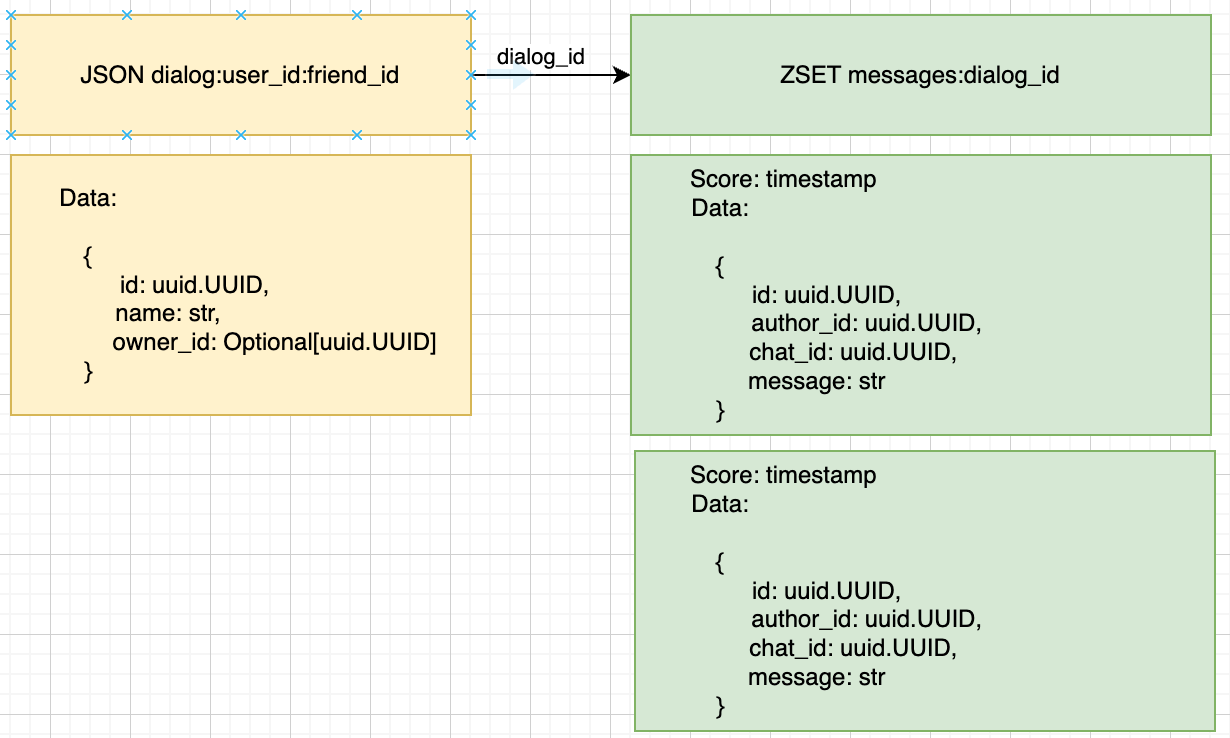 JSON dialog:user_id:friend_id
dialog_id
ZSET messages:dialog_id
Data:
{
id: uuid.UUID,
name: str,
owner_id: Optional[uuid.UUID]
}
Score: timestamp
Data:
{
id: uuid.UUID,
author_id: uuid.UUID,
chat_id: uuid.UUID,
message: str
}
Score: timestamp
Data:
{
id: uuid.UUID,
author_id: uuid.UUID,
chat_id: uuid.UUID,
message: str
}